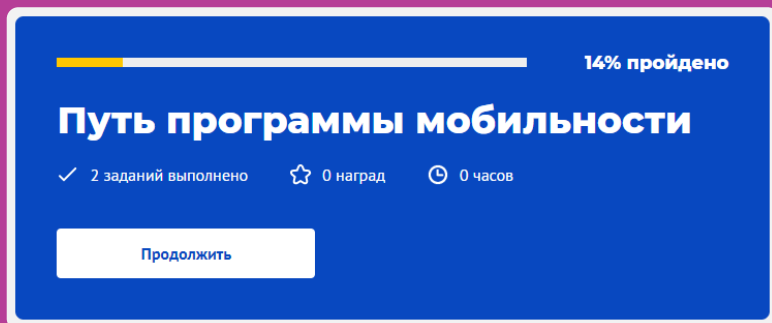 14% пройдено
Путь программы мобильности
2 заданий выполнено 0 наград 0 часов
Продолжить